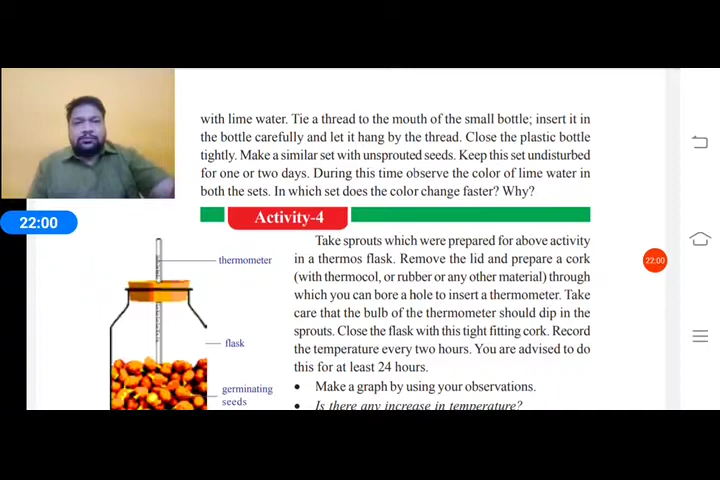 with lime water. Tie a thread to the mouth of the small bottle; insert it in
the bottle carefully and let it hang by the thread. Close the plastic bottle
tightly. Make a similar set with unsprouted seeds. Keep this set undisturbed
for one or two days. During this time observe the color of lime water in
both the sets. In which set does the color change faster? Why?
22:00
Activity-4
Take sprouts which were prepared for above activity
in a thermos flask. Remove the lid and prepare a cork
(with thermocol, or rubber or any other material) through
which you can bore a hole to insert a thermometer. Take
care that the bulb of the thermometer should dip in the
sprouts. Close the flask with this tight fitting cork. Record
the temperature every two hours. You are advised to do
this for at least 24 hours.
• Make a graph by using your observations.
• Is there any increase in temperature?
thermometer
flask
germinating
seeds
22:00